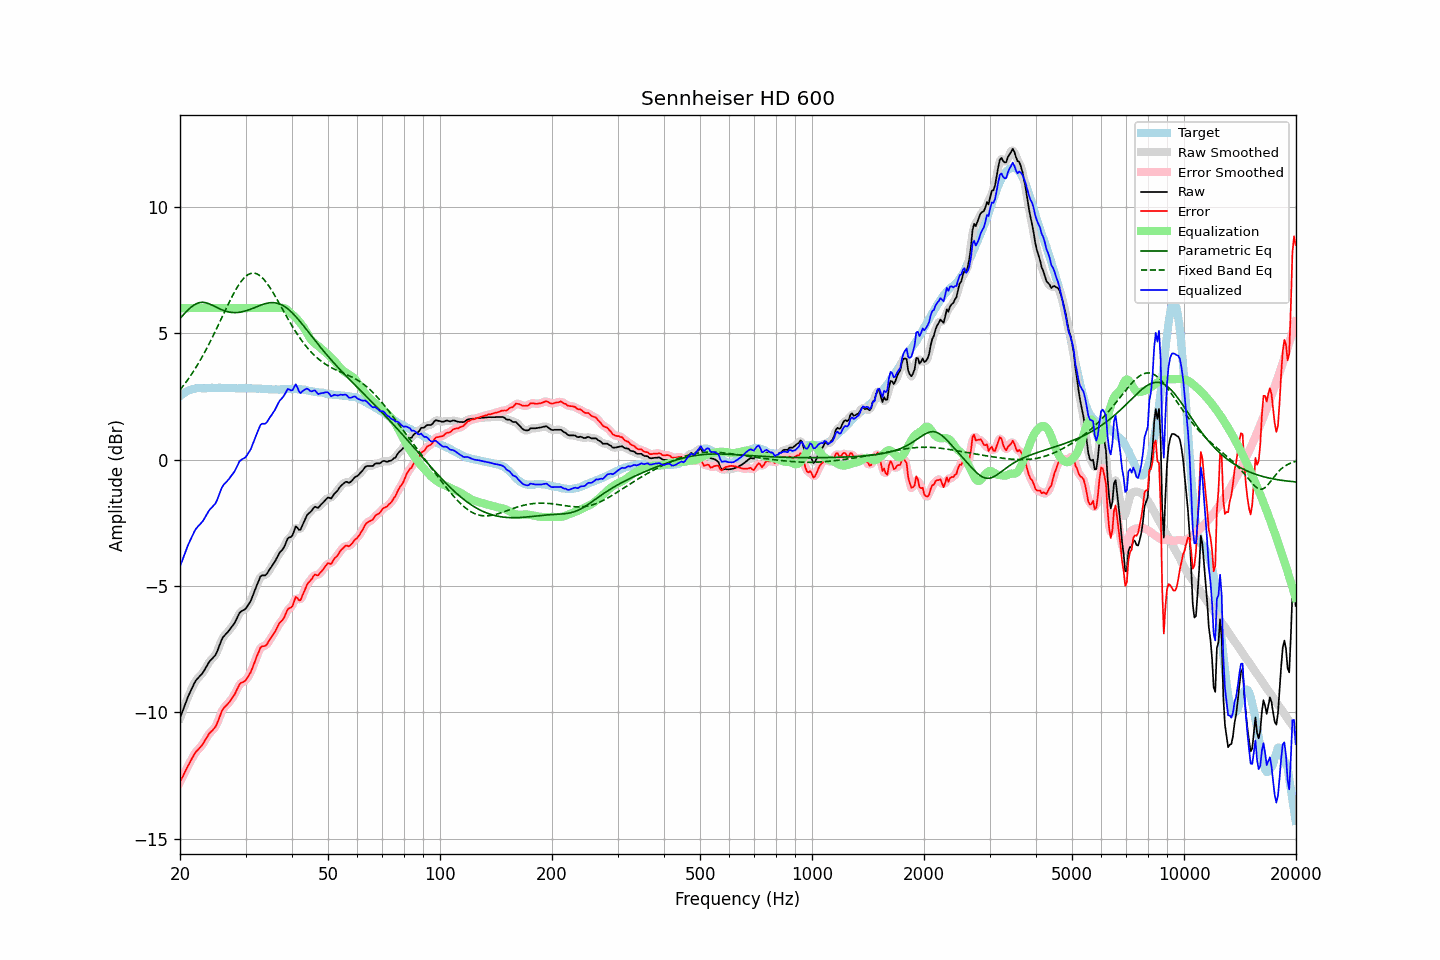 Sennheiser HD 600
Target
Raw Smoothed
Error Smoothed
Raw
Error
Equalization
Parametric Eq
Fixed Band Eq
Equalized
10
5
0
−5
−10
−15
Amplitude (dBr)
20
50
100
200
500
1000
2000
5000
10000
20000
Frequency (Hz)